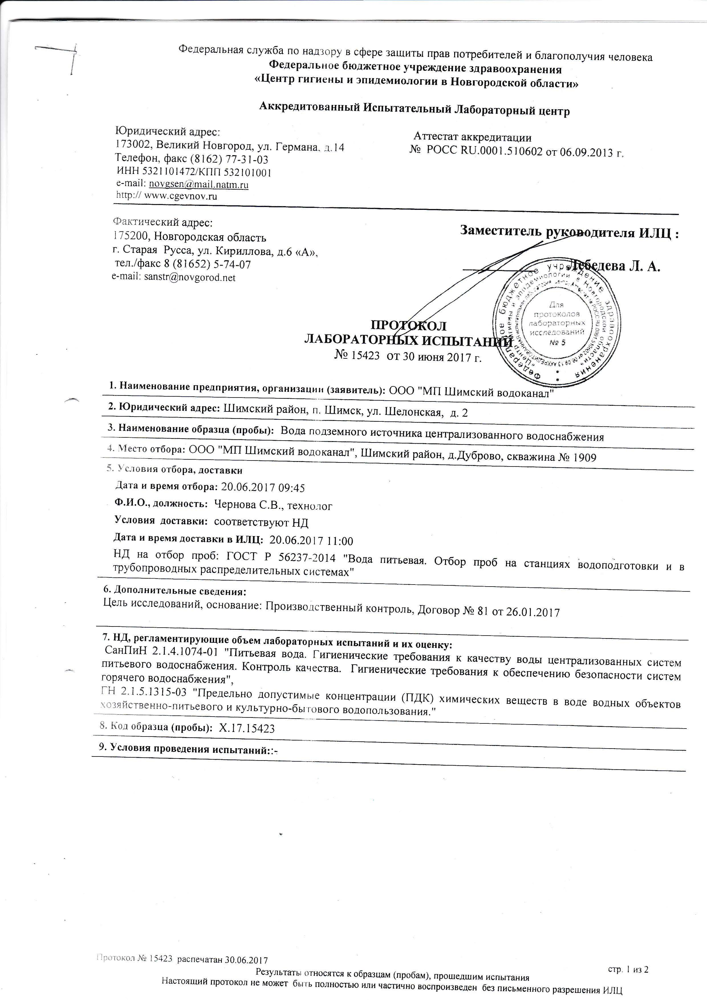 Федеральная служба по надзору в сфере защиты прав потребителей и благополучия человека
Федеральное бюджетное учреждение здравоохранения
«Центр гигиены и эпидемиологии в Новгородской области»
Аккредитованный Испытательный Лабораторный центр
Юридический адрес:
173002, Великий Новгород, ул. Германа, д.14
Телефон, факс (8162) 77-31-03
ИНН 5321101472/КПП 532101001
e-mail: novgsen@mail.natm.ru
http:// www.cgevnov.ru
Аттестат аккредитации
№ РОСС RU.0001.510602 от 06.09.2013 г.
Фактический адрес:
175200, Новгородская область
г. Старая Русса, ул. Кириллова, д.6 «А»,
тел./факс 8 (81652) 5-74-07
e-mail: sanstr@novgorod.net
Заместитель руководителя ИЛЦ :
Лебедева Л. А.
Федеральное бюджетное учреждение здравоохранения
"Центр гигиены и эпидемиологии в Новгородской области"
Для
протоколов
лабораторных
исследований
№ 5
ПРОТОКОЛ
ЛАБОРАТОРНЫХ ИСПЫТАНИЙ
№ 15423 от 30 июня 2017 г.
1. Наименование предприятия, организации (заявитель): ООО "МП Шимский водоканал"
2. Юридический адрес: Шимский район, п. Шимск, ул. Шелонская, д. 2
3. Наименование образца (пробы): Вода подземного источника централизованного водоснабжения
4. Место отбора: ООО "МП Шимский водоканал", Шимский район, д.Дуброво, скважина № 1909
5. Условия отбора, доставки
Дата и время отбора: 20.06.2017 09:45
Ф.И.О., должность: Чернова С.В., технолог
Условия доставки: соответствуют НД
Дата и время доставки в ИЛЦ: 20.06.2017 11:00
НД на отбор проб: ГОСТ Р 56237-2014 "Вода питьевая. Отбор проб на станциях водоподготовки и в
трубопроводных распределительных системах"
6. Дополнительные сведения:
Цель исследований, основание: Производственный контроль, Договор № 81 от 26.01.2017
7. НД, регламентирующие объем лабораторных испытаний и их оценку:
СанПиН 2.1.4.1074-01 "Питьевая вода. Гигиенические требования к качеству воды централизованных систем
питьевого водоснабжения. Контроль качества. Гигиенические требования к обеспечению безопасности систем
горячего водоснабжения",
ГН 2.1.5.1315-03 "Предельно допустимые концентрации (ПДК) химических веществ в воде водных объектов
хозяйственно-питьевого и культурно-бытового водопользования."
8. Код образца (пробы): Х.17.15423
9. Условия проведения испытаний::-
Протокол № 15423 распечатан 30.06.2017
стр. 1 из 2
Результаты относятся к образцам (пробам), прошедшим испытания
Настоящий протокол не может быть полностью или частично воспроизведен без письменного разрешения ИЛЦ